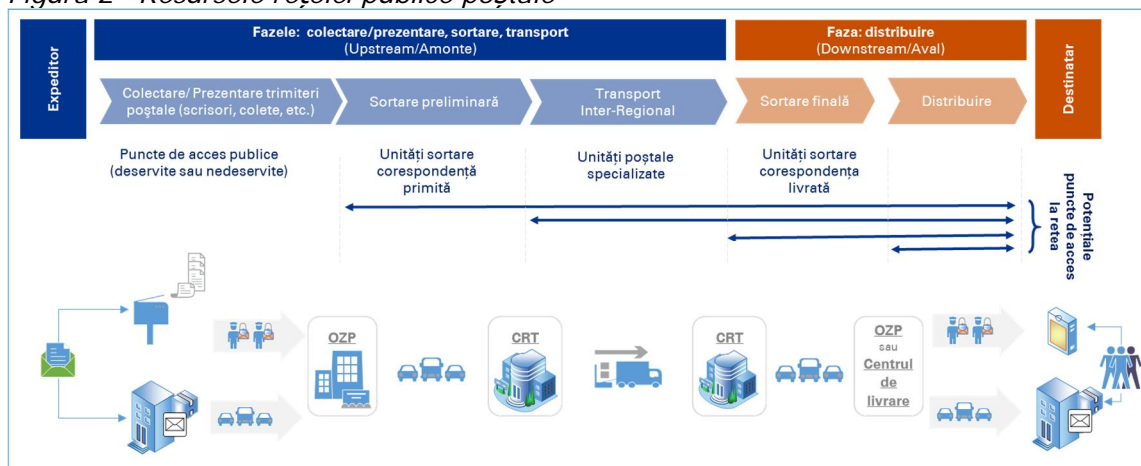 Figura 2 - Resursele rețelei publice poștale
Expeditor
Fazele: colectare/prezentare, sortare, transport
(Upstream/Amonte)
Faza: distribuire
(Downstream/Aval)
Destinatar
Colectare/ Prezentare trimiteri
poștale (scrisori, colete, etc.)
Sortare preliminară
Transport
Inter-Regional
Sortare finală
Distribuire
Puncte de acces publice
(deservite sau nedeservite)
Unități sortare
corespondență
primită
Unități poștale
specializate
Unități sortare
corespondența
livrată
Potențiale
puncte de acces
la retea
OZP
CRT
CRT
OZP
sau
Centrul
de
livrare